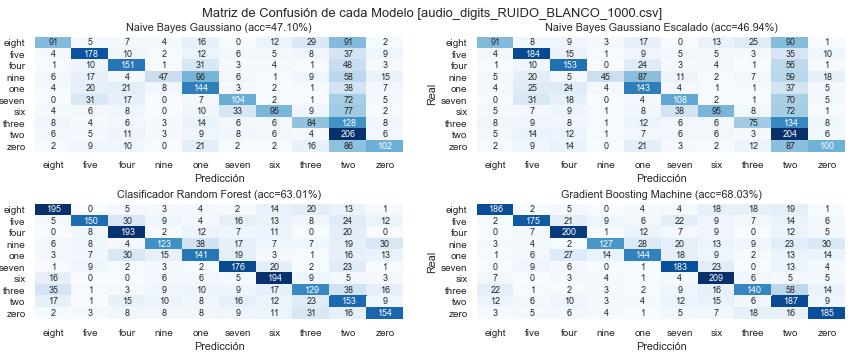 Matriz de Confusión de cada Modelo [audio_digits_RUIDO_BLANCO_1000.csv]
Naive Bayes Gaussiano (acc=47.10%)
eight 91 5 7 4 16 0 12 29 91 2
five 4 178 10 1 12 6 5 8 37 9
four 1 10 151 1 31 3 4 1 48 3
nine 6 17 4 47 96 6 1 9 58 15
one 4 20 21 8 144 3 2 1 38 7
seven 0 31 17 0 7 104 2 1 72 5
six 4 6 8 0 10 33 95 5 77 2
three 8 4 6 3 14 8 6 84 128 8
two 6 5 11 3 9 8 6 4 206 6
zero 2 9 10 0 21 2 2 16 86 102
eight five four nine one seven six three two zero
Predicción
Naive Bayes Gaussiano Escalado (acc=46.94%)
Real
eight 91 8 9 3 17 0 13 25 90 1
five 4 184 15 1 9 5 5 3 35 10
four 1 10 153 0 24 3 4 1 56 1
nine 5 20 5 45 87 11 2 7 59 18
one 4 25 24 4 143 4 1 1 37 5
seven 0 31 18 0 4 108 2 1 70 5
six 5 7 9 1 8 38 95 8 72 1
three 8 9 8 1 12 6 6 75 134 8
two 6 14 12 1 7 6 6 3 204 6
zero 2 9 14 0 21 3 2 12 87 100
eight five four nine one seven six three two zero
Predicción
Clasificador Random Forest (acc=63.01%)
eight 195 0 5 3 4 2 14 20 13 1
five 5 150 30 9 4 16 13 8 24 12
four 0 8 193 2 12 7 11 0 20 0
nine 6 8 4 123 38 17 7 7 19 30
one 3 7 30 15 141 19 3 1 16 13
seven 1 9 2 3 2 176 20 2 23 1
six 16 0 0 6 6 5 194 9 5 3
three 35 1 3 9 10 9 17 129 38 16
two 17 1 15 10 8 16 12 23 153 9
zero 2 3 8 8 8 9 11 31 16 154
eight five four nine one seven six three two zero
Predicción
Gradient Boosting Machine (acc=68.03%)
Real
eight 186 2 5 0 4 4 18 18 19 1
five 2 175 21 9 6 22 9 7 14 6
four 0 7 200 1 12 6 8 4 14 1
nine 3 4 2 127 28 20 13 9 23 30
one 1 6 27 14 144 18 9 2 13 14
seven 0 9 6 0 1 183 23 0 13 4
six 7 0 3 4 1 4 209 6 5 5
three 22 1 2 3 3 9 16 140 58 14
two 12 6 10 3 4 12 15 6 187 9
zero 3 5 6 4 1 5 7 18 16 185
eight five four nine one seven six three two zero
Predicción